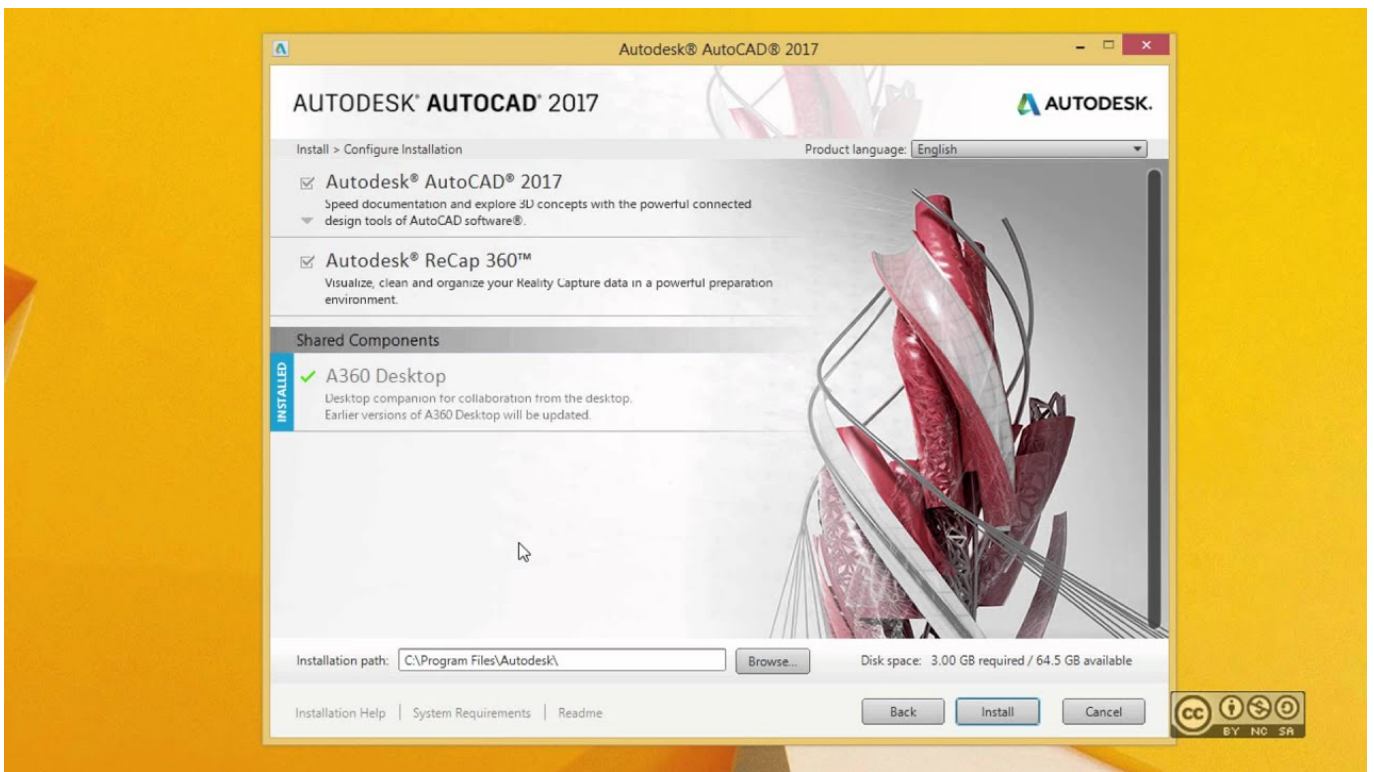 Autodesk® AutoCAD® 2017
AUTODESK® AUTOCAD® 2017
AUTODESK.
Install > Configure Installation
Product language: English
Autodesk® AutoCAD® 2017
Speed documentation and explore 3D concepts with the powerful connected
design tools of AutoCAD software®.
Autodesk® ReCap 360™
Visualize, clean and organize your Reality Capture data in a powerful preparation
environment.
Shared Components
INSTALLED
A360 Desktop
Desktop companion for collaboration from the desktop.
Earlier versions of A360 Desktop will be updated.
Installation path: C:\Program Files\Autodesk\ Browse... Disk space: 3.00 GB required / 64.5 GB available
Installation Help | System Requirements | Readme
Back Install Cancel
cc
BY NC SA